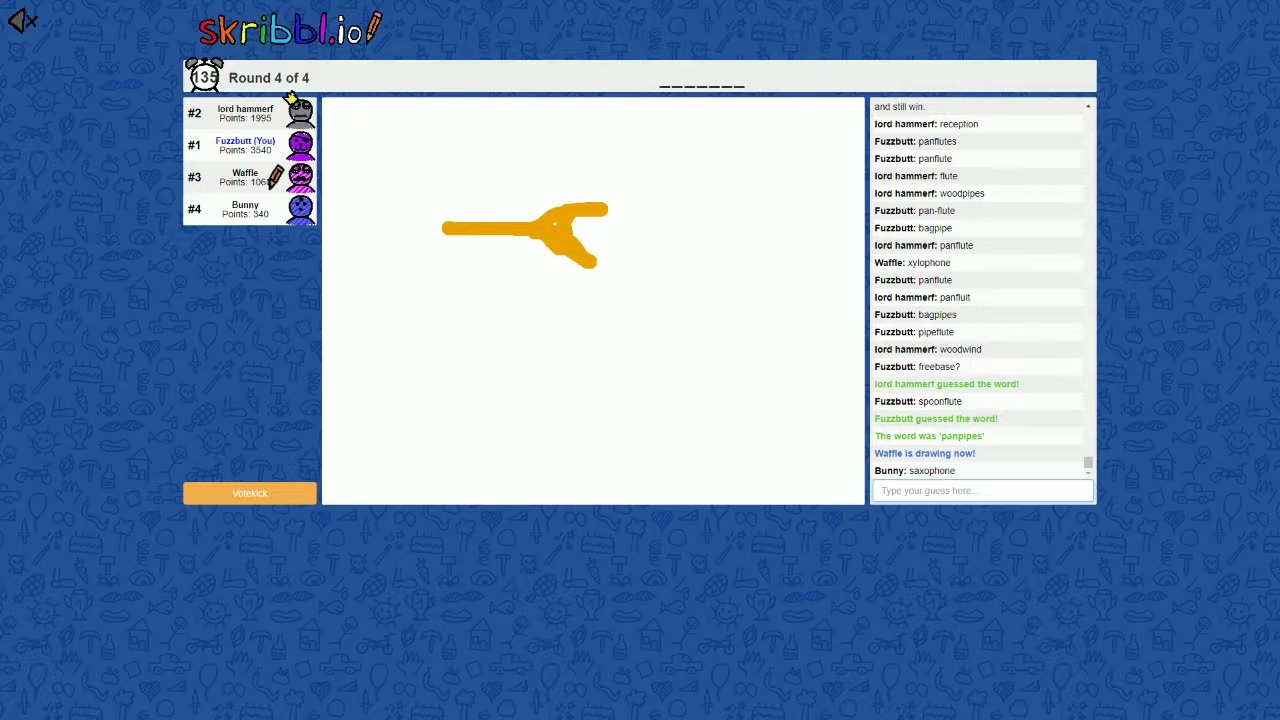 skribbl.io
135
Round 4 of 4
_______
#2
lord hammerf
Points: 1995
#1
Fuzzbutt (You)
Points: 3540
#3
Waffle
#4
Bunny
Points: 340
Votekick
and still win.
lord hammerf: reception
Fuzzbutt: panflutes
Fuzzbutt: panflute
lord hammerf: flute
lord hammerf: woodpipes
Fuzzbutt: pan-flute
Fuzzbutt: bagpipe
lord hammerf: panflute
Waffle: xylophone
Fuzzbutt: panflute
lord hammerf: panfluit
Fuzzbutt: bagpipes
Fuzzbutt: pipeflute
lord hammerf: woodwind
Fuzzbutt: freebase?
lord hammerf guessed the word!
Fuzzbutt: spoonflute
Fuzzbutt guessed the word!
The word was 'panpipes'
Waffle is drawing now!
Bunny: saxophone
Type your guess here...